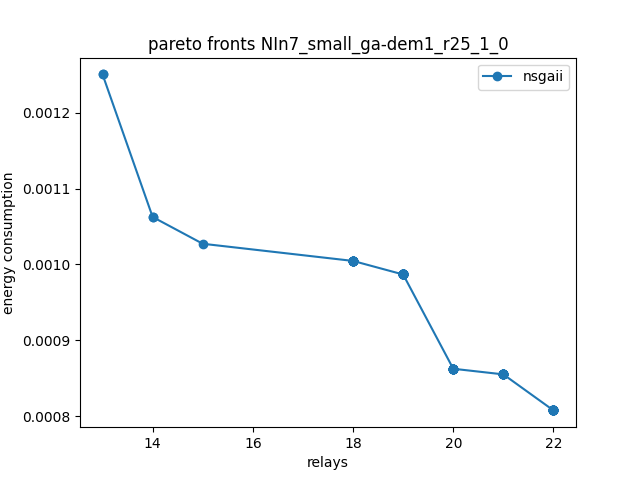 pareto fronts NIn7_small_ga-dem1_r25_1_0
nsgaii
0.0012
0.0011
0.0010
0.0009
0.0008
energy consumption
14 16 18 20 22
relays